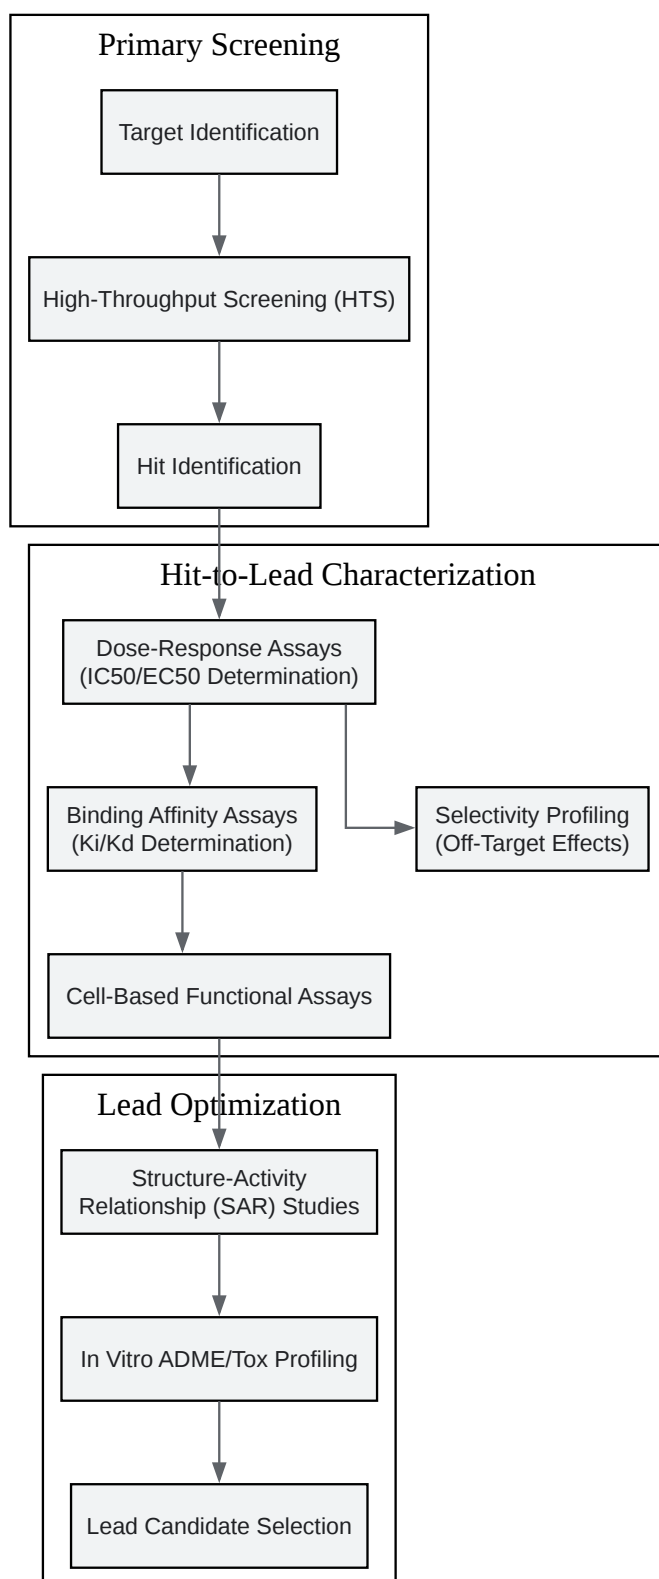 Primary Screening
Target Identification
High-Throughput Screening (HTS)
Hit Identification
Hit-to-Lead Characterization
Dose-Response Assays
(IC50/EC50 Determination)
Binding Affinity Assays
(Ki/Kd Determination)
Selectivity Profiling
(Off-Target Effects)
Cell-Based Functional Assays
Lead Optimization
Structure-Activity
Relationship (SAR) Studies
In Vitro ADME/Tox Profiling
Lead Candidate Selection